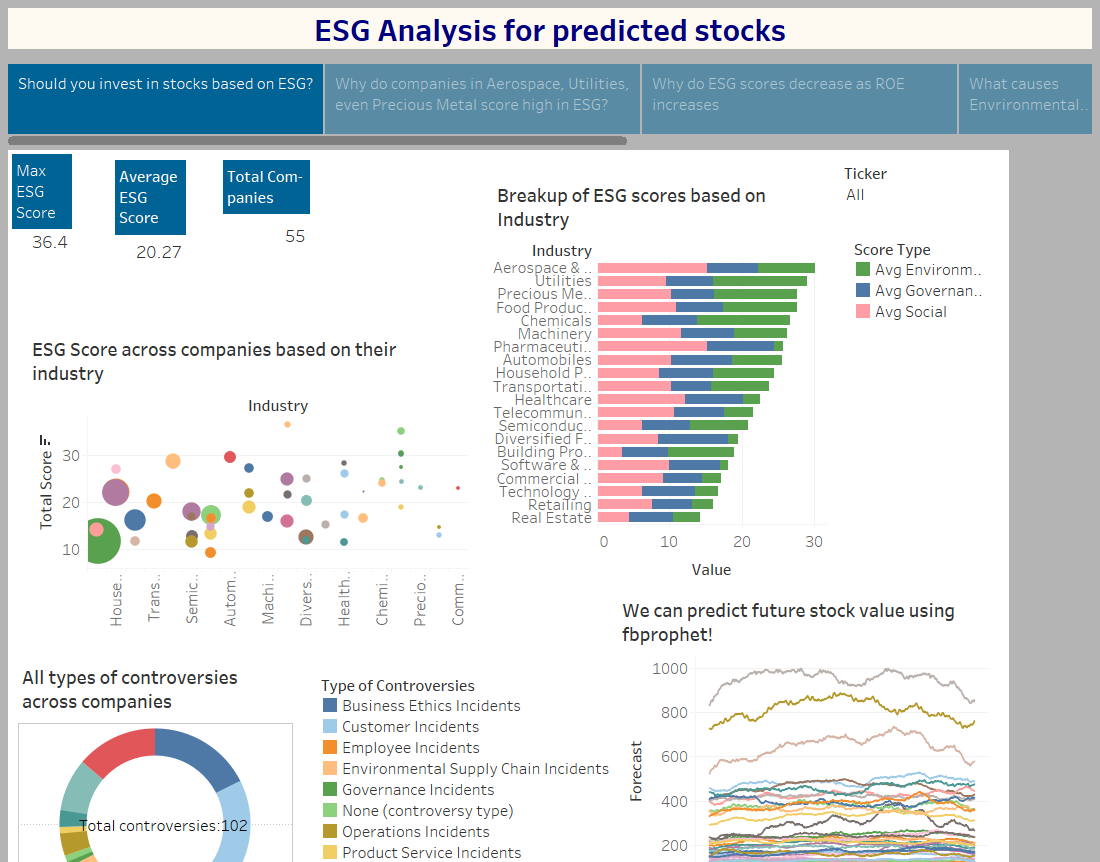 ESG Analysis for predicted stocks
Should you invest in stocks based on ESG?
Why do companies in Aerospace, Utilities,
even Precious Metal score high in ESG?
Why do ESG scores decrease as ROE
increases
What causes
Envrironmental..
Max
ESG
Score
36.4
Average
ESG
Score
20.27
Total Com-
panies
55
Breakup of ESG scores based on
Industry
Industry
Aerospace & ..
Utilities
Precious Me..
Food Produc..
Chemicals
Machinery
Pharmaceuti..
Automobiles
Household P..
Transportati..
Healthcare
Telecommun..
Semiconduc..
Diversified F..
Building Pro..
Software & ..
Commercial ..
Technology ..
Retailing
Real Estate
0 10 20 30
Value
Ticker
All
Score Type
Avg Environm..
Avg Governan..
Avg Social
ESG Score across companies based on their
industry
Industry
Total Score
30
20
10
House..
Trans..
Semic..
Autom..
Machi..
Divers..
Health..
Chemi..
Precio..
Comm..
We can predict future stock value using
fbprophet!
Forecast
1000
800
600
400
200
All types of controversies
across companies
Total controversies:102
Type of Controversies
Business Ethics Incidents
Customer Incidents
Employee Incidents
Environmental Supply Chain Incidents
Governance Incidents
None (controversy type)
Operations Incidents
Product Service Incidents